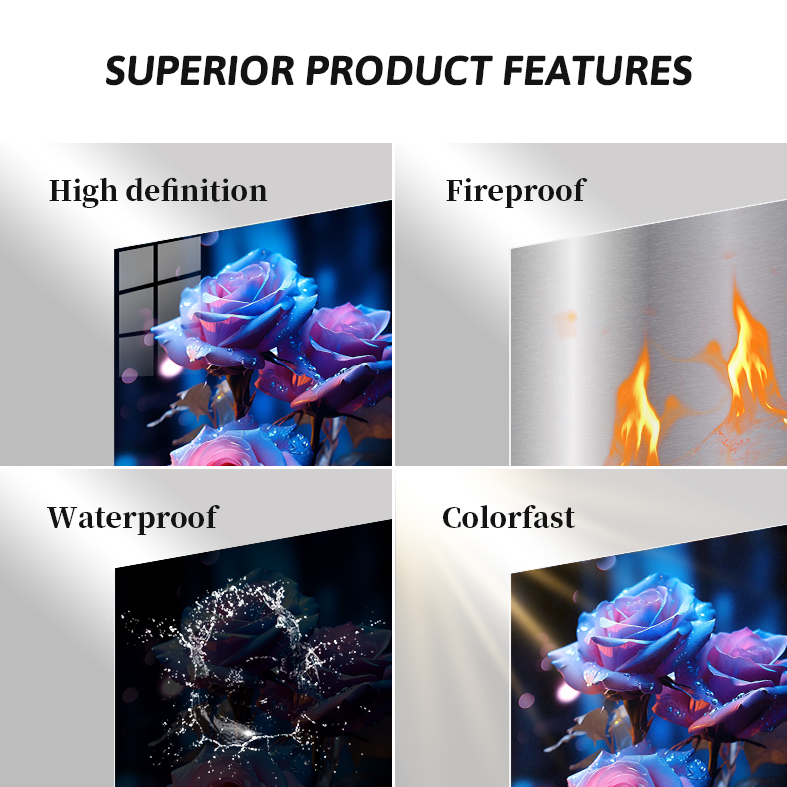 SUPERIOR PRODUCT FEATURES
High definition
Fireproof
Waterproof
Colorfast